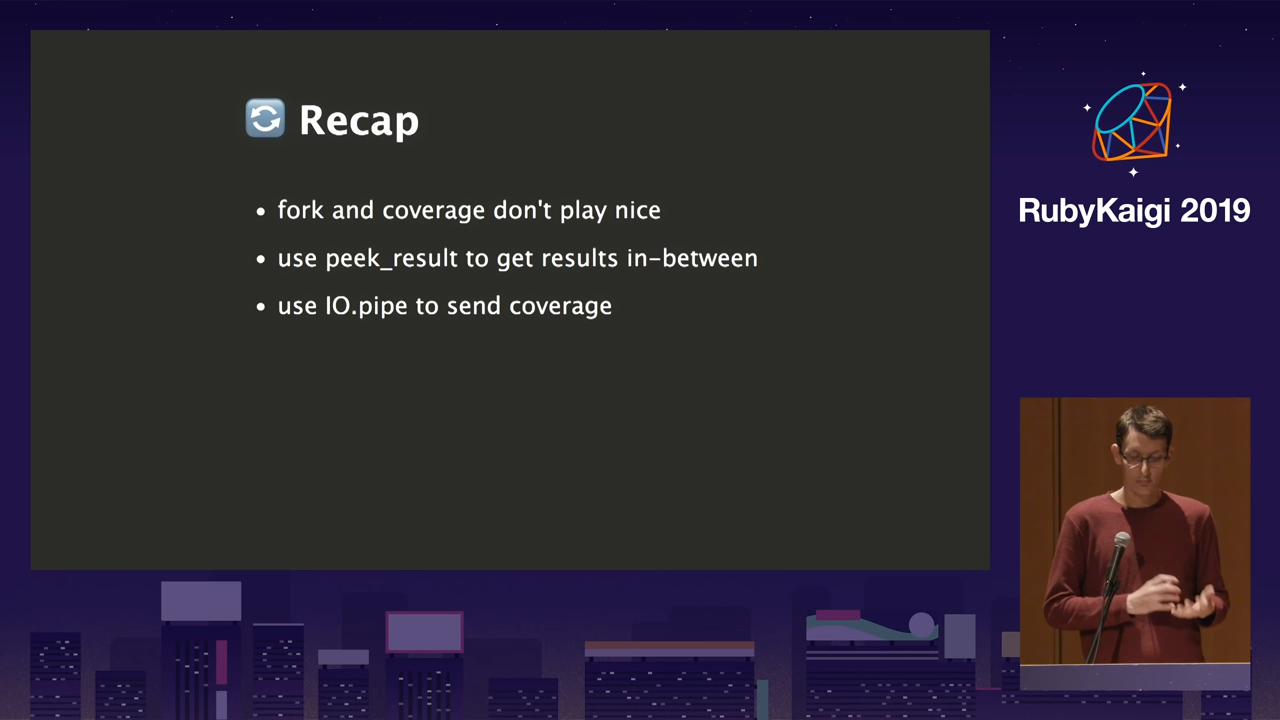 Recap
fork and coverage don't play nice
use peek_result to get results in-between
use IO.pipe to send coverage
RubyKaigi 2019